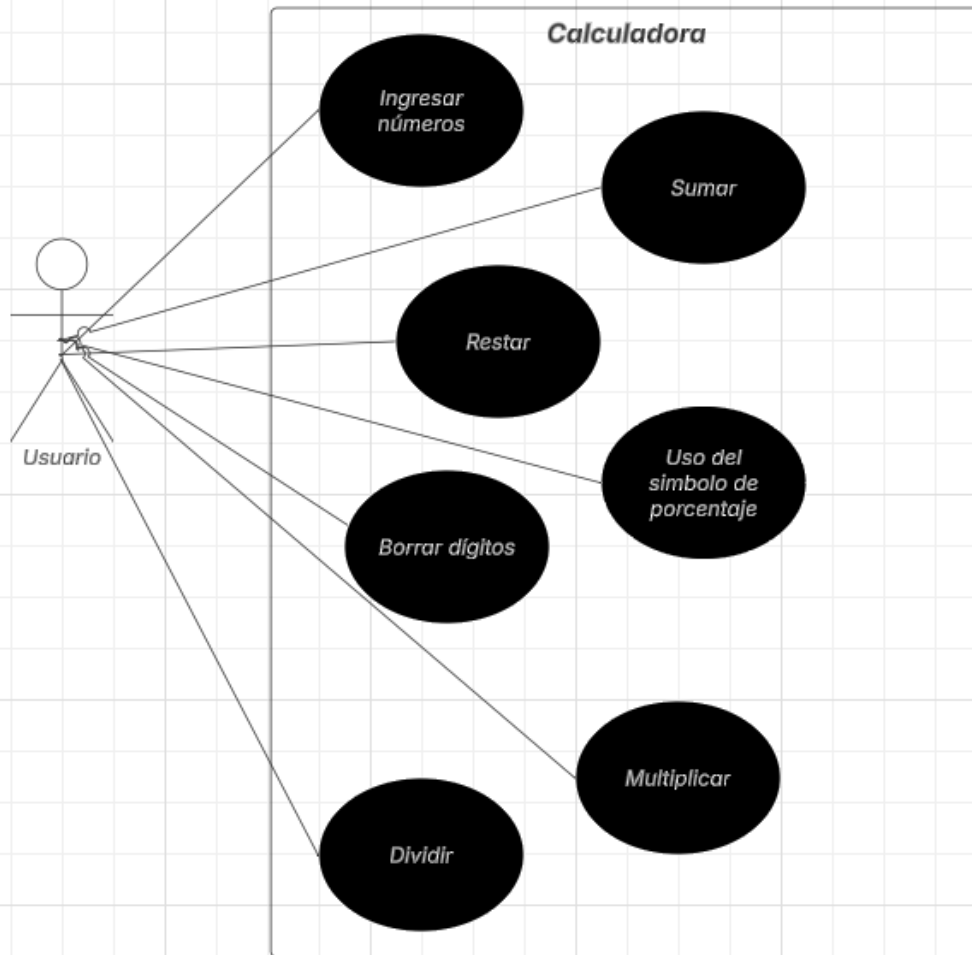 Calculadora
Ingresar
números
Sumar
Restar
Usuario
Uso del
simbolo de
porcentaje
Borrar dígitos
Multiplicar
Dividir